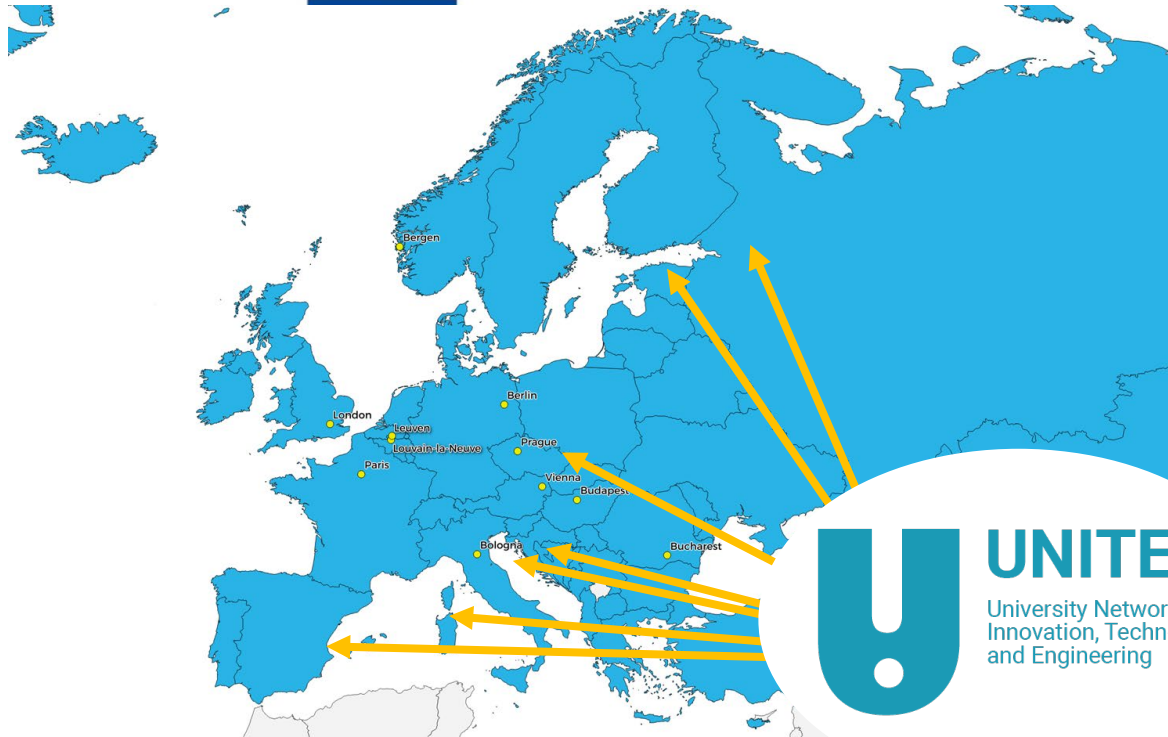 Bergen
Berlin
London
Leuven
Louvain-la-Neuve
Prague
Paris
Vienna
Budapest
Bologna
Bucharest
UNITE
University Networ
Innovation, Techn
and Engineering